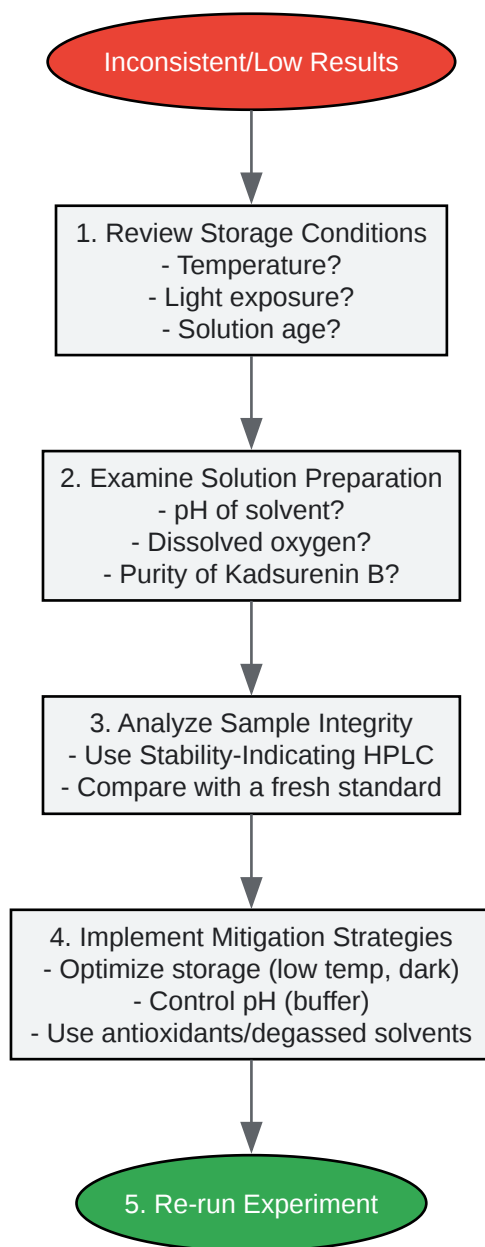 Inconsistent/Low Results
1. Review Storage Conditions
- Temperature?
- Light exposure?
- Solution age?
2. Examine Solution Preparation
- pH of solvent?
- Dissolved oxygen?
- Purity of Kadsurenin B?
3. Analyze Sample Integrity
- Use Stability-Indicating HPLC
- Compare with a fresh standard
4. Implement Mitigation Strategies
- Optimize storage (low temp, dark)
- Control pH (buffer)
- Use antioxidants/degassed solvents
5. Re-run Experiment